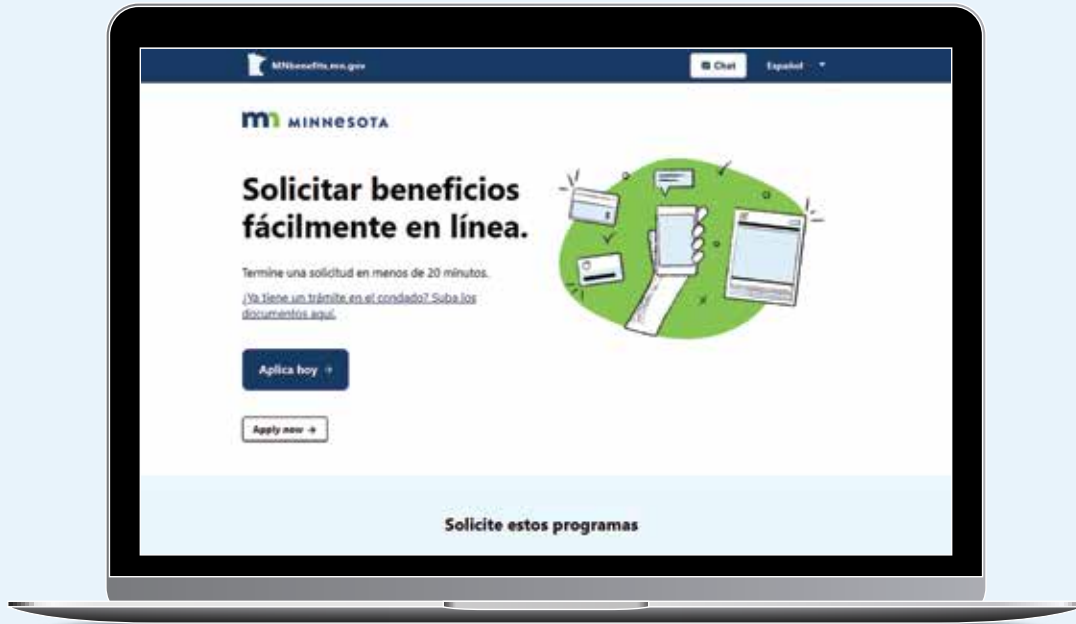 MNbenefits.mn.gov
Chat
Español
mn MINNESOTA
Solicitar beneficios
fácilmente en línea.
Termine una solicitud en menos de 20 minutos.
¿Ya tiene un trámite en el condado? Suba los
documentos aquí.
Aplica hoy →
Apply now →
Solicite estos programas